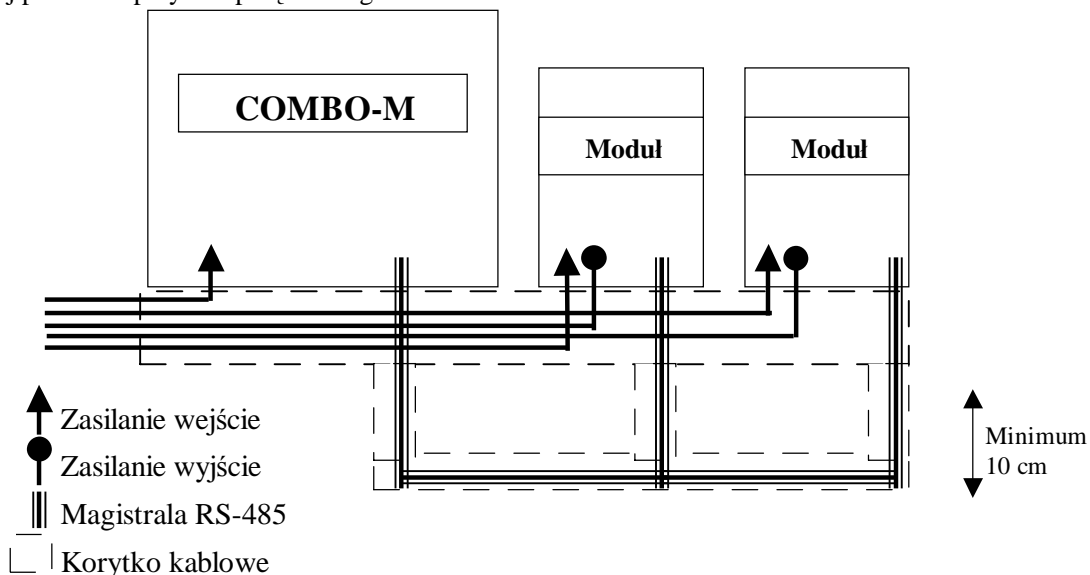 COMBO-M
Moduł
Moduł
Zasilanie wejście
Zasilanie wyjście
Magistrala RS-485
Korytko kablowe
Minimum
10 cm